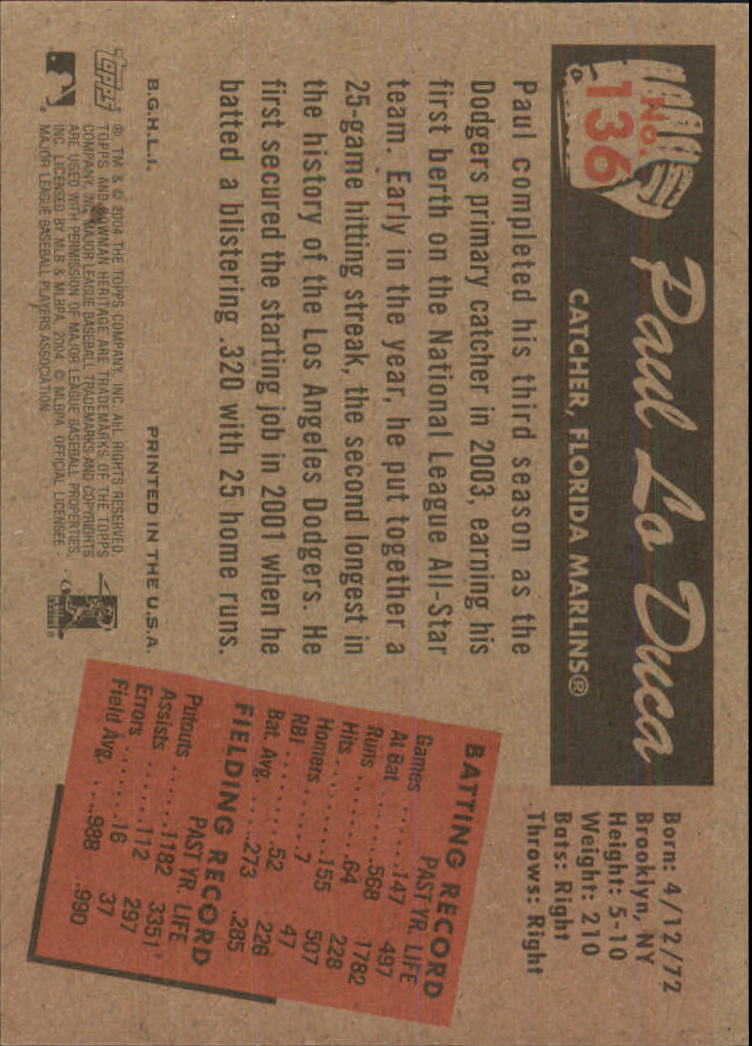 No.
136
Paul Lo Duca
CATCHER, FLORIDA MARLINS®
Born: 4/12/72
Brooklyn, NY
Height: 5-10
Weight: 210
Bats: Right
Throws: Right
Paul completed his third season as the
Dodgers primary catcher in 2003, earning his
first berth on the National League All-Star
team. Early in the year, he put together a
25-game hitting streak, the second longest in
the history of the Los Angeles Dodgers. He
first secured the starting job in 2001 when he
batted a blistering .320 with 25 home runs.
BATTING RECORD
PAST YR. LIFE
Games ......147 497
At Bat .......568 1782
Runs ........64 228
Hits ........155 507
Homers ........7 47
RBI ..........52 226
Bat. Avg. ....273 .285
FIELDING RECORD
PAST YR. LIFE
Putouts .....1182 3351
Assists ......112 297
Errors ........16 37
Field Avg. ....988 .990
B.G.H.L.I. PRINTED IN THE U.S.A.
Topps
® TM & © 2004 THE TOPPS COMPANY, INC. ALL RIGHTS RESERVED.
TOPPS AND BOWMAN HERITAGE ARE TRADEMARKS OF THE TOPPS
COMPANY, INC. MAJOR LEAGUE BASEBALL TRADEMARKS AND COPYRIGHTS
ARE USED WITH PERMISSION OF MAJOR LEAGUE BASEBALL PROPERTIES,
INC. LICENSED BY MLB & MLBPA 2004 © MLBPA OFFICIAL LICENSEE -
MAJOR LEAGUE BASEBALL PLAYERS ASSOCIATION.